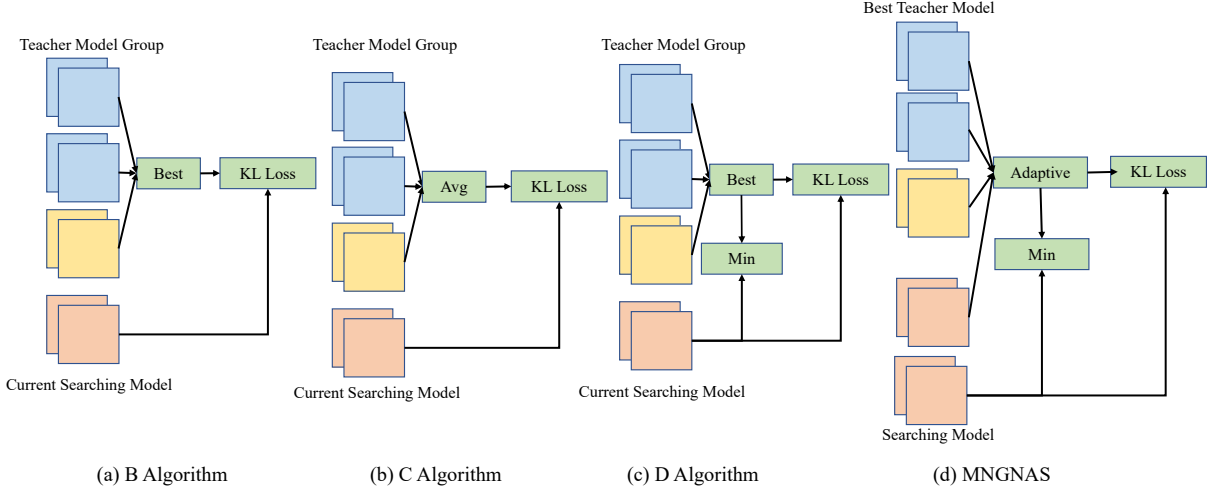 Teacher Model Group
Best
KL Loss
Current Searching Model
(a) B Algorithm
Teacher Model Group
Avg
KL Loss
Current Searching Model
(b) C Algorithm
Teacher Model Group
Best
KL Loss
Min
Current Searching Model
(c) D Algorithm
Best Teacher Model
Adaptive
KL Loss
Min
Searching Model
(d) MNGNAS